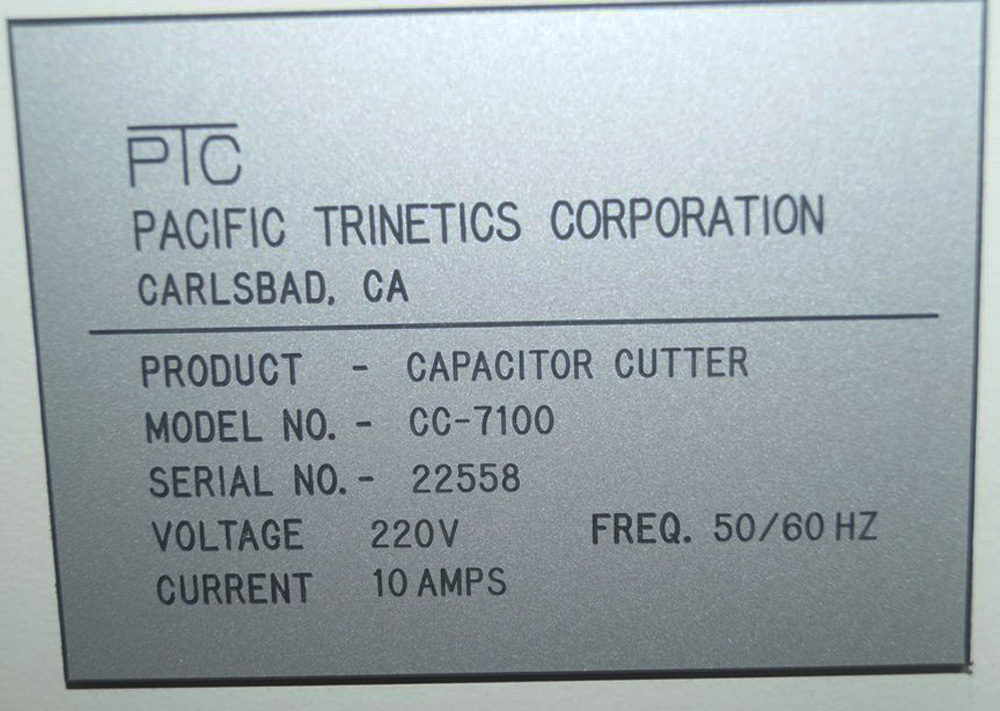 PTC
PACIFIC TRINETICS CORPORATION
CARLSBAD, CA
PRODUCT - CAPACITOR CUTTER
MODEL NO. - CC-7100
SERIAL NO. - 22558
VOLTAGE 220V FREQ. 50/60 HZ
CURRENT 10 AMPS